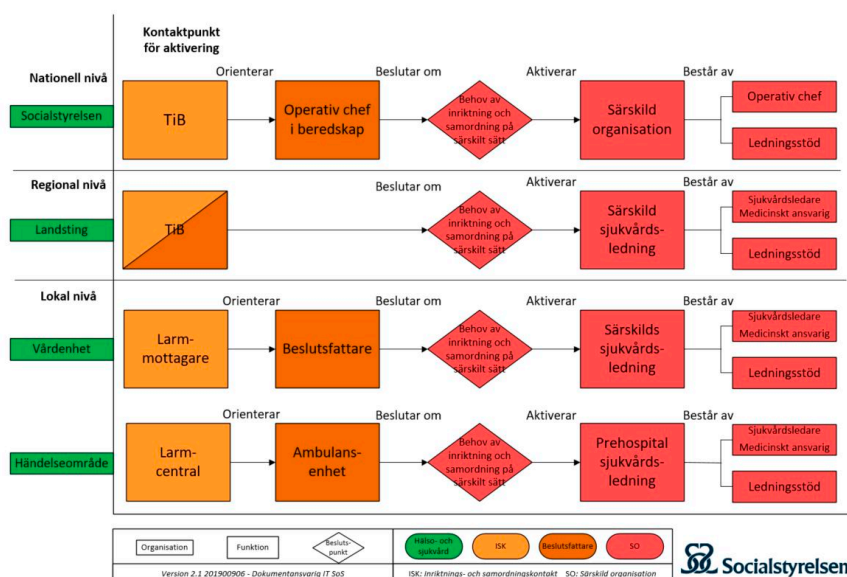 Kontaktpunkt
för aktivering
Nationell nivå
Orienterar
Beslutar om
Aktiverar
Består av
Socialstyrelsen
TiB
Operativ chef
i beredskap
Behov av
inriktning och
samordning på
särskilt sätt
Särskild
organisation
Operativ chef
Ledningsstöd
Regional nivå
Beslutar om
Aktiverar
Består av
Landsting
TiB
Behov av
inriktning och
samordning på
särskilt sätt
Särskild
sjukvårds-
ledning
Sjukvårdsledare
Medicinskt ansvarig
Ledningsstöd
Lokal nivå
Orienterar
Beslutar om
Aktiverar
Består av
Vårdenhet
Larm-
mottagare
Beslutsfattare
Behov av
inriktning och
samordning på
särskilt sätt
Särskilds
sjukvårds-
ledning
Sjukvårdsledare
Medicinskt ansvarig
Ledningsstöd
Orienterar
Beslutar om
Aktiverar
Består av
Händelseområde
Larm-
central
Ambulans-
enhet
Behov av
inriktning och
samordning på
särskilt sätt
Prehospital
sjukvårds-
ledning
Sjukvårdsledare
Medicinskt ansvarig
Ledningsstöd
Organisation
Funktion
Besluts-
punkt
Hälso- och
sjukvård
ISK
Beslutsfattare
SO
Version 2.1 201900906 - Dokumentansvarig IT SoS
ISK: Inriktnings- och samordningskontakt SO: Särskild organisation
Socialstyrelsen